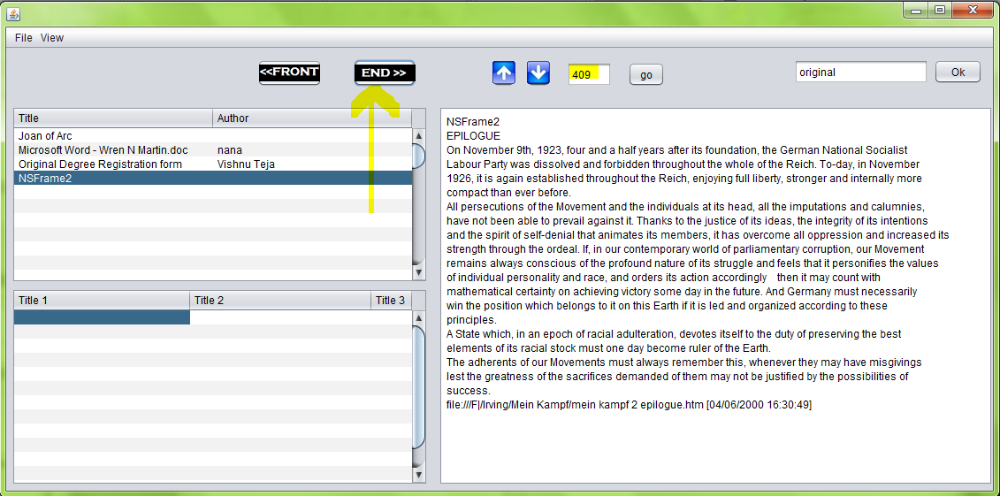 File View
<<FRONT END >> 409 go original Ok
Title Author
Joan of Arc
Microsoft Word - Wren N Martin.doc nana
Original Degree Registration form Vishnu Teja
NSFrame2
Title 1 Title 2 Title 3
NSFrame2
EPILOGUE
On November 9th, 1923, four and a half years after its foundation, the German National Socialist
Labour Party was dissolved and forbidden throughout the whole of the Reich. To-day, in November
1926, it is again established throughout the Reich, enjoying full liberty, stronger and internally more
compact than ever before.
All persecutions of the Movement and the individuals at its head, all the imputations and calumnies,
have not been able to prevail against it. Thanks to the justice of its ideas, the integrity of its intentions
and the spirit of self-denial that animates its members, it has overcome all oppression and increased its
strength through the ordeal. If, in our contemporary world of parliamentary corruption, our Movement
remains always conscious of the profound nature of its struggle and feels that it personifies the values
of individual personality and race, and orders its action accordingly then it may count with
mathematical certainty on achieving victory some day in the future. And Germany must necessarily
win the position which belongs to it on this Earth if it is led and organized according to these
principles.
A State which, in an epoch of racial adulteration, devotes itself to the duty of preserving the best
elements of its racial stock must one day become ruler of the Earth.
The adherents of our Movements must always remember this, whenever they may have misgivings
lest the greatness of the sacrifices demanded of them may not be justified by the possibilities of
success.
file:///F|/Irving/Mein Kampf/mein kampf 2 epilogue.htm [04/06/2000 16:30:49]